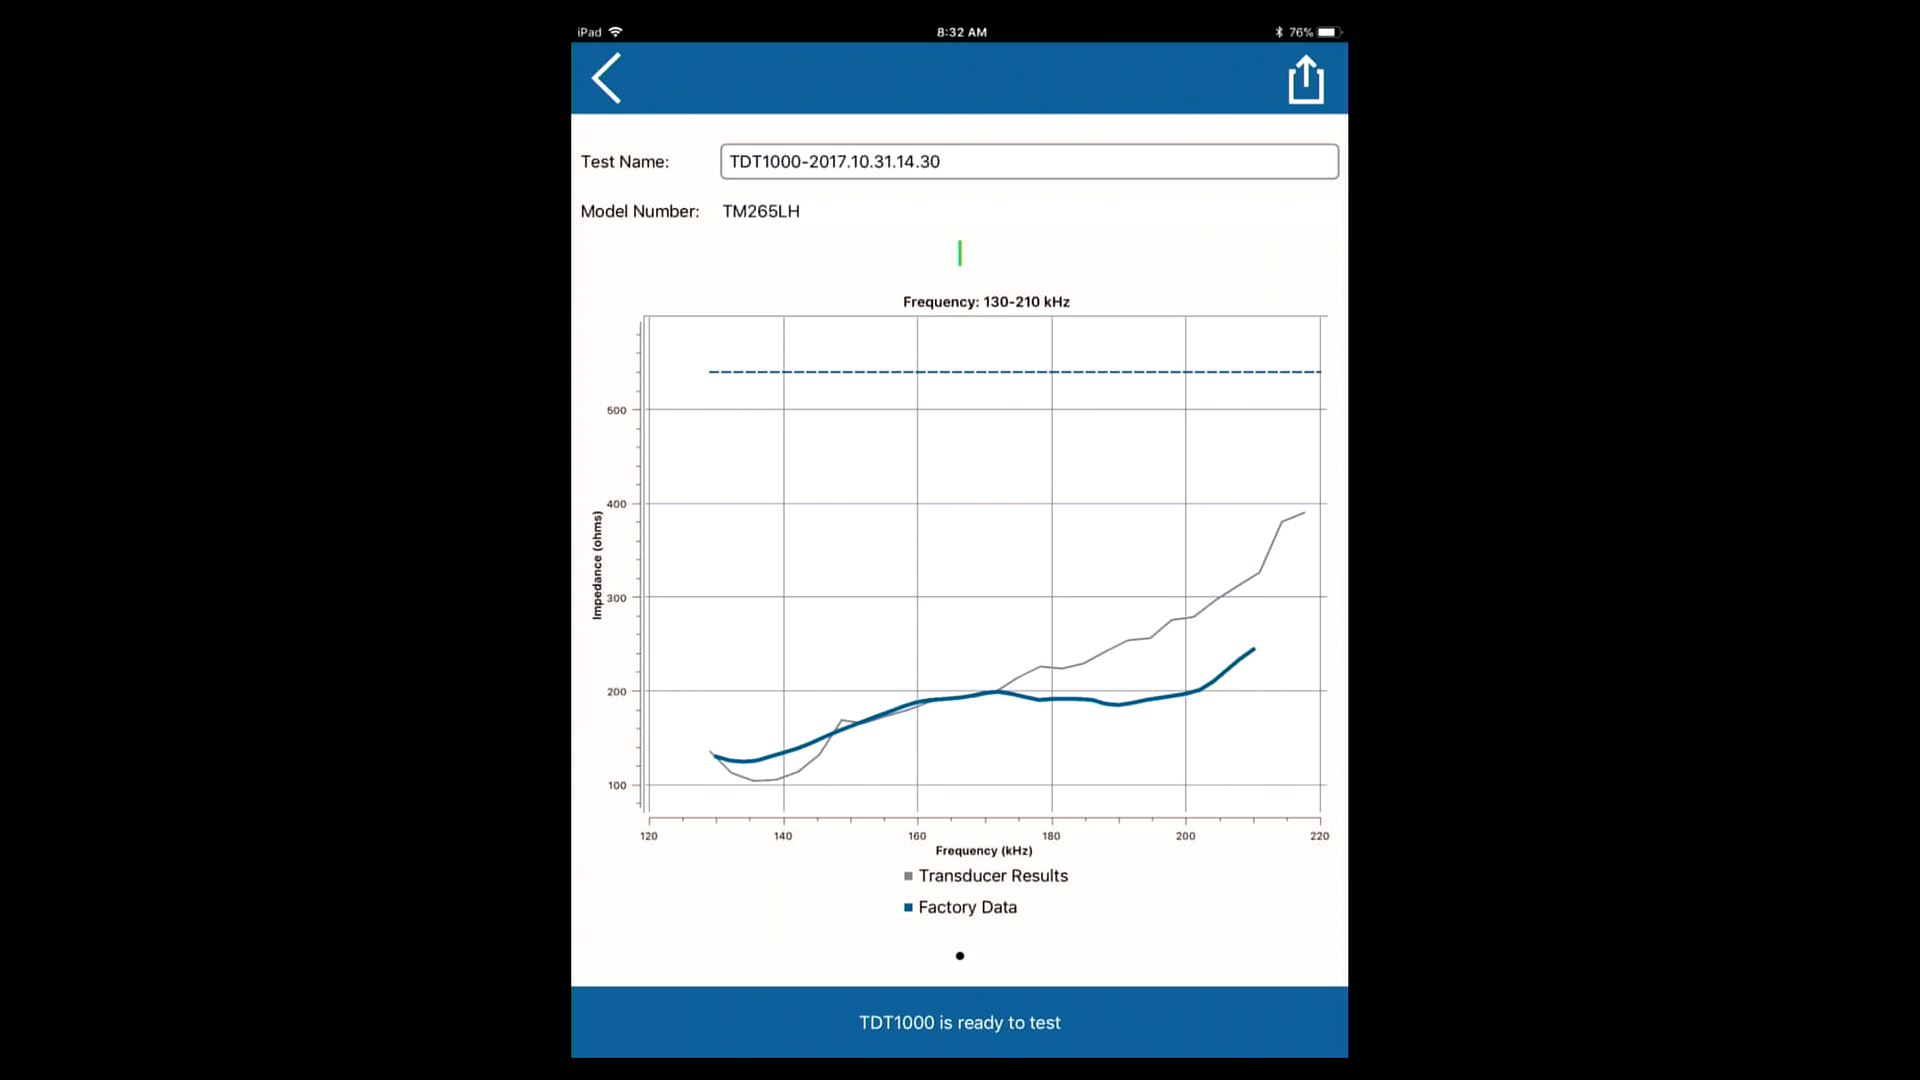 iPad 8:32 AM 76%
Test Name: TDT1000-2017.10.31.14.30
Model Number: TM265LH
Frequency: 130-210 kHz
Impedance (ohms)
500
400
300
200
100
120 140 160 180 200 220
Frequency (kHz)
Transducer Results
Factory Data
TDT1000 is ready to test